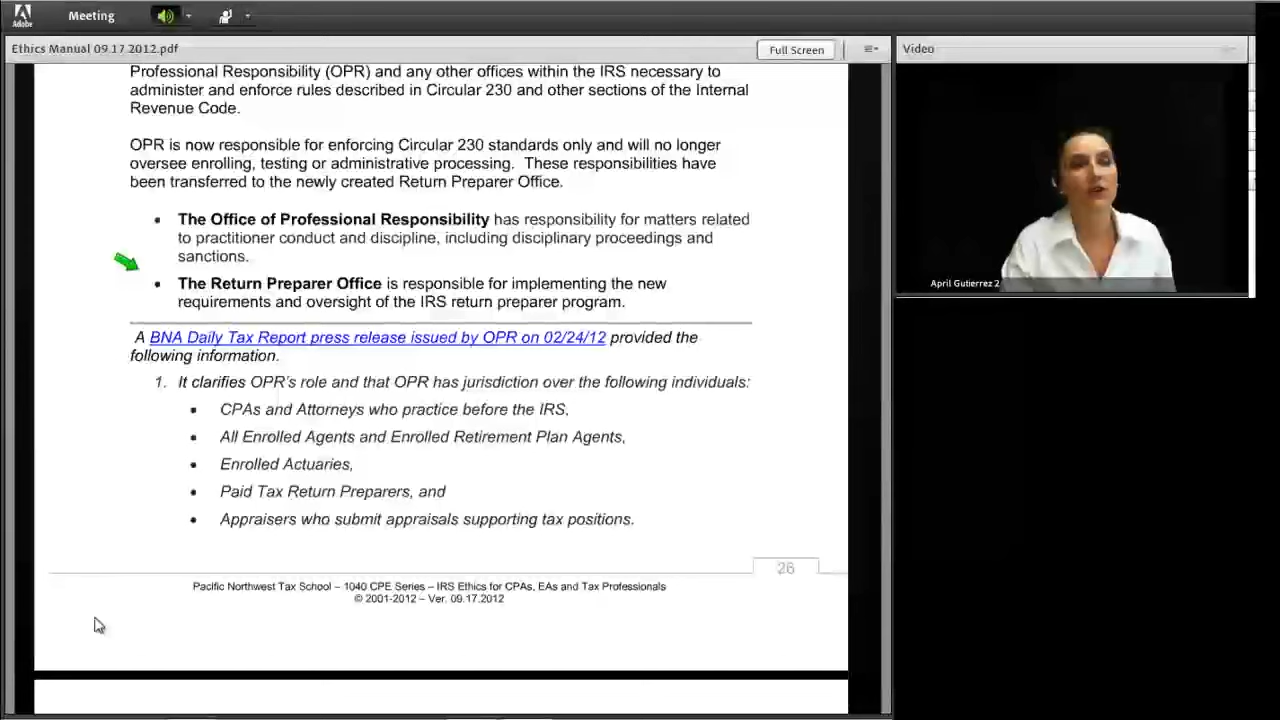 Adobe
Meeting
Ethics Manual 09.17 2012.pdf
Full Screen
Video
Professional Responsibility (OPR) and any other offices within the IRS necessary to
administer and enforce rules described in Circular 230 and other sections of the Internal
Revenue Code.
OPR is now responsible for enforcing Circular 230 standards only and will no longer
oversee enrolling, testing or administrative processing. These responsibilities have
been transferred to the newly created Return Preparer Office.
• The Office of Professional Responsibility has responsibility for matters related
to practitioner conduct and discipline, including disciplinary proceedings and
sanctions.
• The Return Preparer Office is responsible for implementing the new
requirements and oversight of the IRS return preparer program.
A BNA Daily Tax Report press release issued by OPR on 02/24/12 provided the
following information.
1. It clarifies OPR's role and that OPR has jurisdiction over the following individuals:
• CPAs and Attorneys who practice before the IRS,
• All Enrolled Agents and Enrolled Retirement Plan Agents,
• Enrolled Actuaries,
• Paid Tax Return Preparers, and
• Appraisers who submit appraisals supporting tax positions.
26
Pacific Northwest Tax School – 1040 CPE Series – IRS Ethics for CPAs, EAs and Tax Professionals
© 2001-2012 – Ver. 09.17.2012
April Gutierrez 2